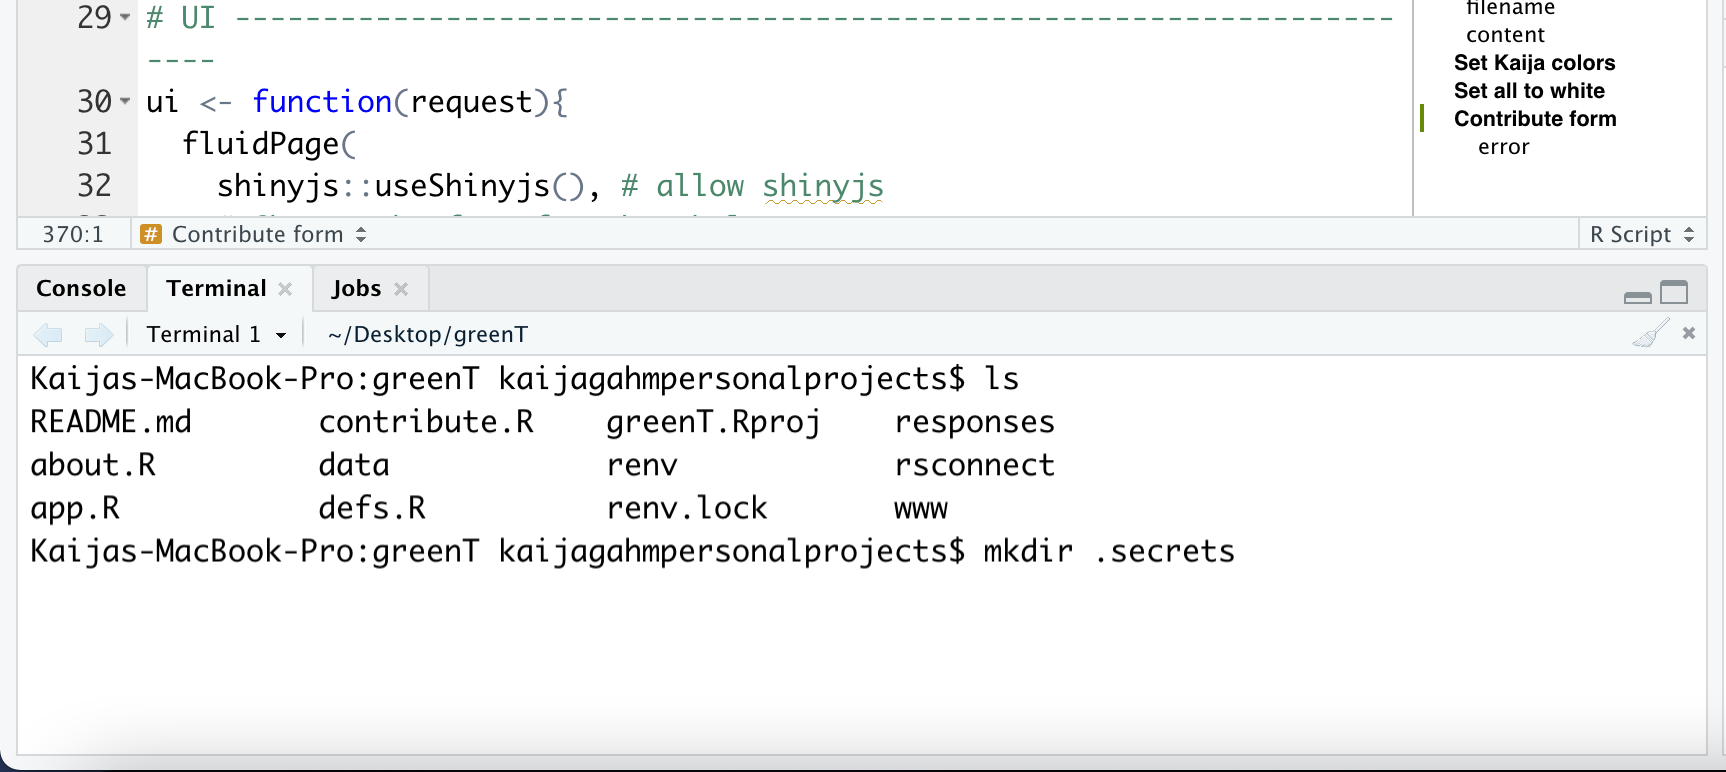 29 # UI ------------------------------------------------------------------
----
30 ui <- function(request){
31 fluidPage(
32 shinyjs::useShinyjs(), # allow shinyjs
filename
content
Set Kaija colors
Set all to white
Contribute form
error
370:1 # Contribute form R Script
Console Terminal Jobs
Terminal 1 ~/Desktop/greenT
Kaijas-MacBook-Pro:greenT kaijagahmpersonalprojects$ ls
README.md contribute.R greenT.Rproj responses
about.R data renv rsconnect
app.R defs.R renv.lock www
Kaijas-MacBook-Pro:greenT kaijagahmpersonalprojects$ mkdir .secrets